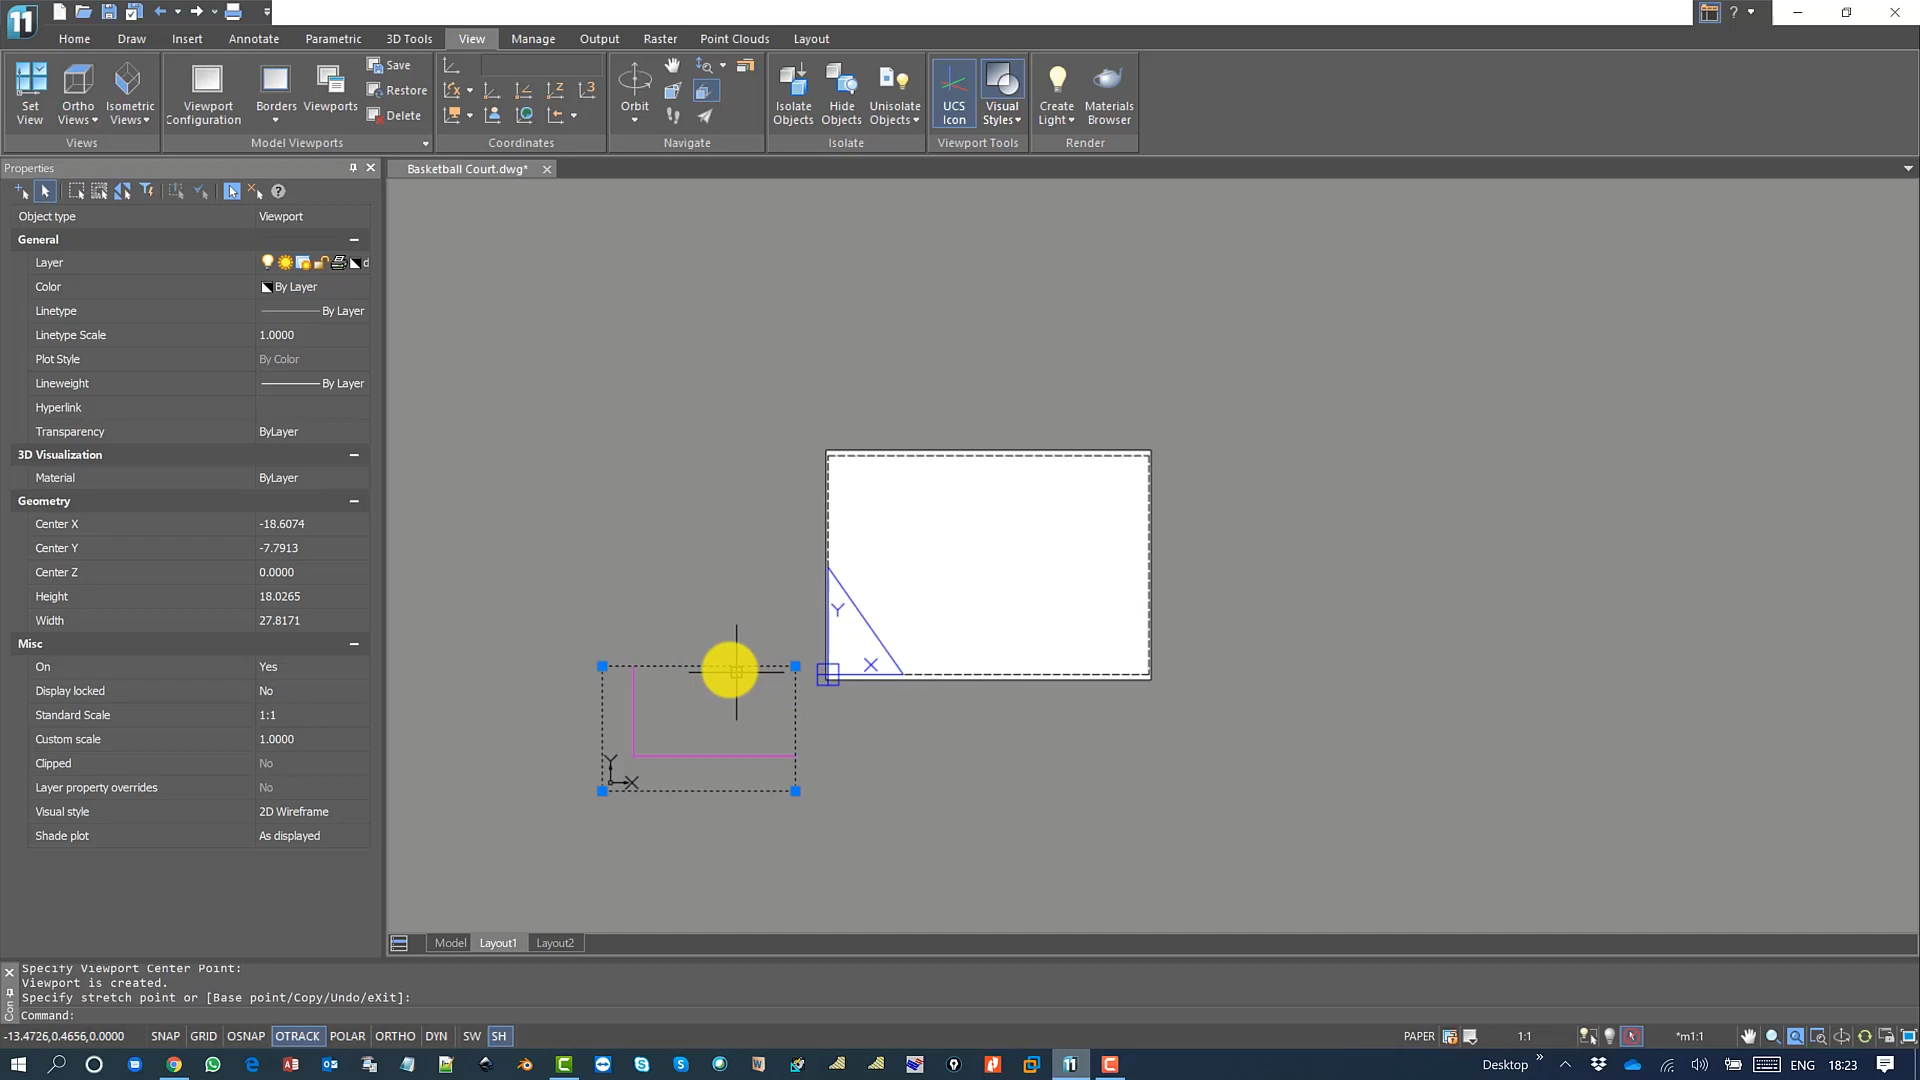 11
?
Home Draw Insert Annotate Parametric 3D Tools View Manage Output Raster Point Clouds Layout
Set View
Ortho Views
Isometric Views
Views
Viewport Configuration
Borders
Viewports
Save
Restore
Delete
Model Viewports
Coordinates
Orbit
Navigate
Isolate Objects
Hide Objects
Unisolate Objects
Isolate
UCS Icon
Visual Styles
Viewport Tools
Create Light
Materials Browser
Render
Properties
Basketball Court.dwg*
Object type Viewport
General
Layer d
Color By Layer
Linetype By Layer
Linetype Scale 1.0000
Plot Style By Color
Lineweight By Layer
Hyperlink
Transparency ByLayer
3D Visualization
Material ByLayer
Geometry
Center X -18.6074
Center Y -7.7913
Center Z 0.0000
Height 18.0265
Width 27.8171
Misc
On Yes
Display locked No
Standard Scale 1:1
Custom scale 1.0000
Clipped No
Layer property overrides No
Visual style 2D Wireframe
Shade plot As displayed
Y
X
Y
X
Model Layout1 Layout2
Specify Viewport Center Point:
Viewport is created.
Specify stretch point or [Base point/Copy/Undo/eXit]:
Command:
-13.4726,0.4656,0.0000 SNAP GRID OSNAP OTRACK POLAR ORTHO DYN SW SH PAPER 1:1 *m1:1
Desktop ENG 18:23